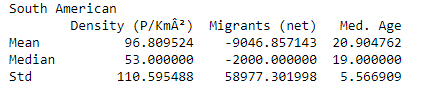 South American
Density (P/KmÂ²) Migrants (net) Med. Age
Mean 96.809524 -9046.857143 20.904762
Median 53.000000 -2000.000000 19.000000
Std 110.595488 58977.301998 5.566909